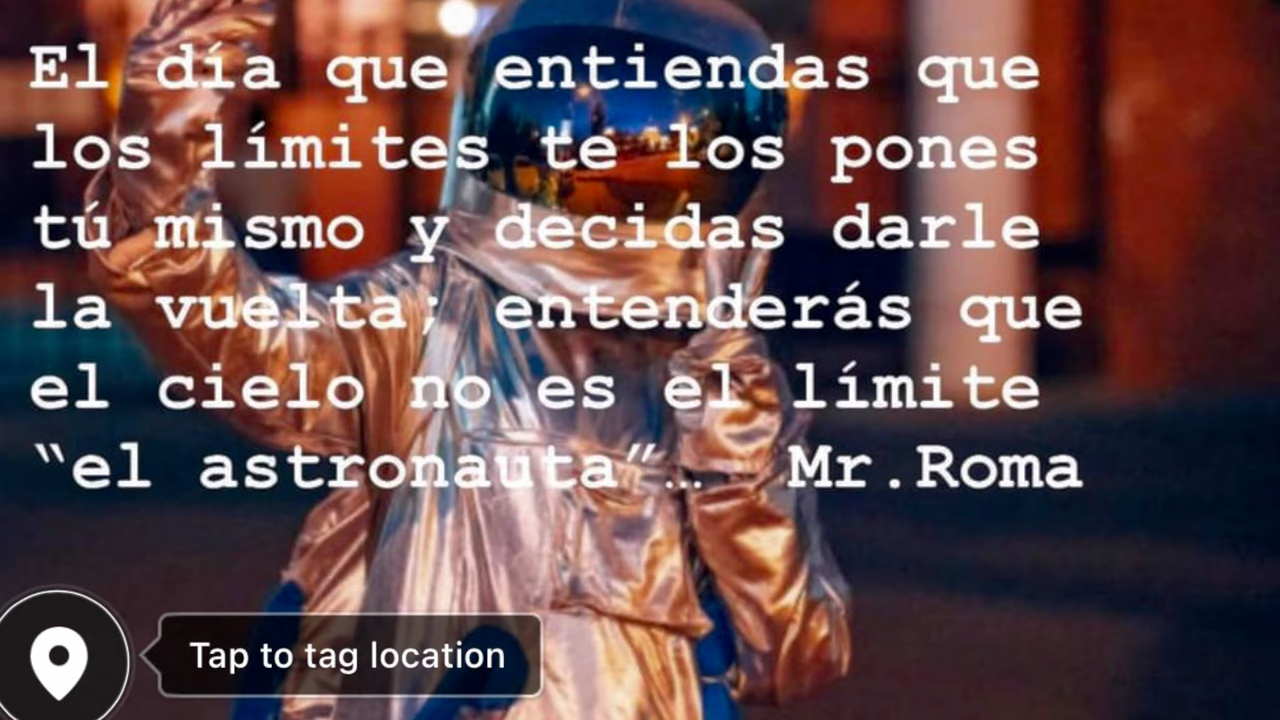 El día que entiendas que
los límites te los pones
tú mismo y decidas darle
la vuelta; entenderás que
el cielo no es el límite
“el astronauta”… Mr.Roma
Tap to tag location